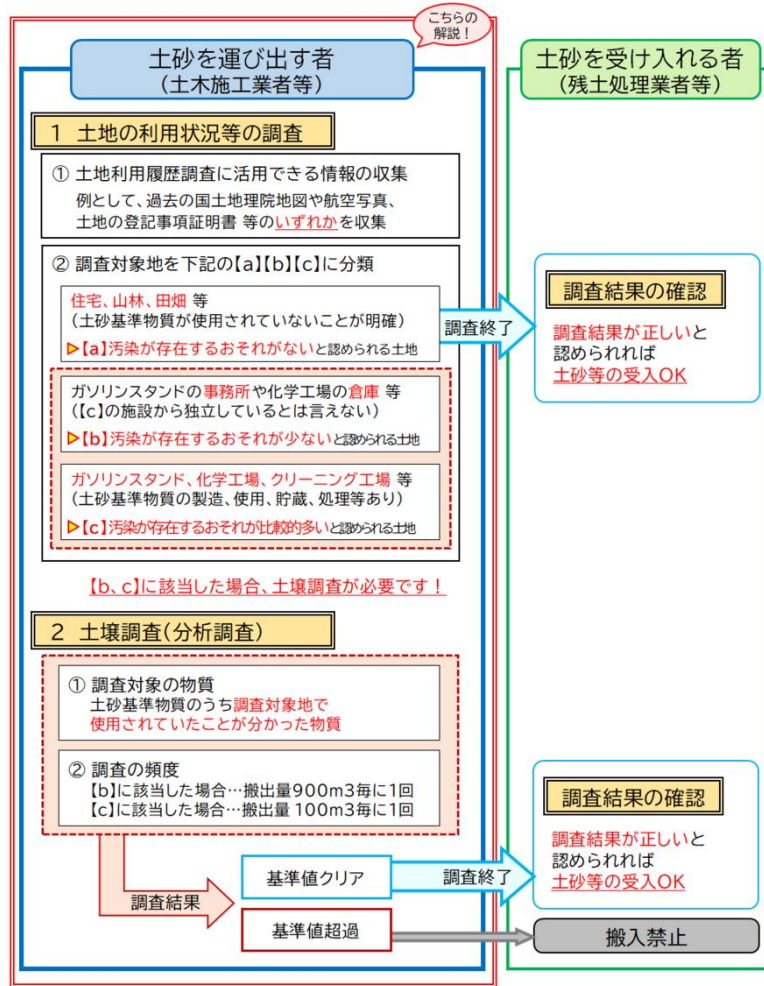 こちらの
解説！
土砂を運び出す者
（土木施工業者等）
１ 土地の利用状況等の調査
① 土地利用履歴調査に活用できる情報の収集
例として、過去の国土地理院地図や航空写真、
土地の登記事項証明書 等のいずれかを収集
② 調査対象地を下記の【a】【b】【c】に分類
住宅、山林、田畑 等
（土砂基準物質が使用されていないことが明確）
▶【a】汚染が存在するおそれがないと認められる土地
ガソリンスタンドの事務所や化学工場の倉庫 等
（【c】の施設から独立しているとは言えない）
▶【b】汚染が存在するおそれが少ないと認められる土地
ガソリンスタンド、化学工場、クリーニング工場 等
（土砂基準物質の製造、使用、貯蔵、処理等あり）
▶【c】汚染が存在するおそれが比較的多いと認められる土地
【b、c】に該当した場合、土壌調査が必要です！
２ 土壌調査（分析調査）
① 調査対象の物質
土砂基準物質のうち調査対象地で
使用されていたことが分かった物質
② 調査の頻度
【b】に該当した場合…搬出量900m3毎に1回
【c】に該当した場合…搬出量 100m3毎に1回
調査結果
基準値クリア
基準値超過
調査終了
調査終了
土砂を受け入れる者
（残土処理業者等）
調査結果の確認
調査結果が正しいと
認められれば
土砂等の受入OK
調査結果の確認
調査結果が正しいと
認められれば
土砂等の受入OK
搬入禁止